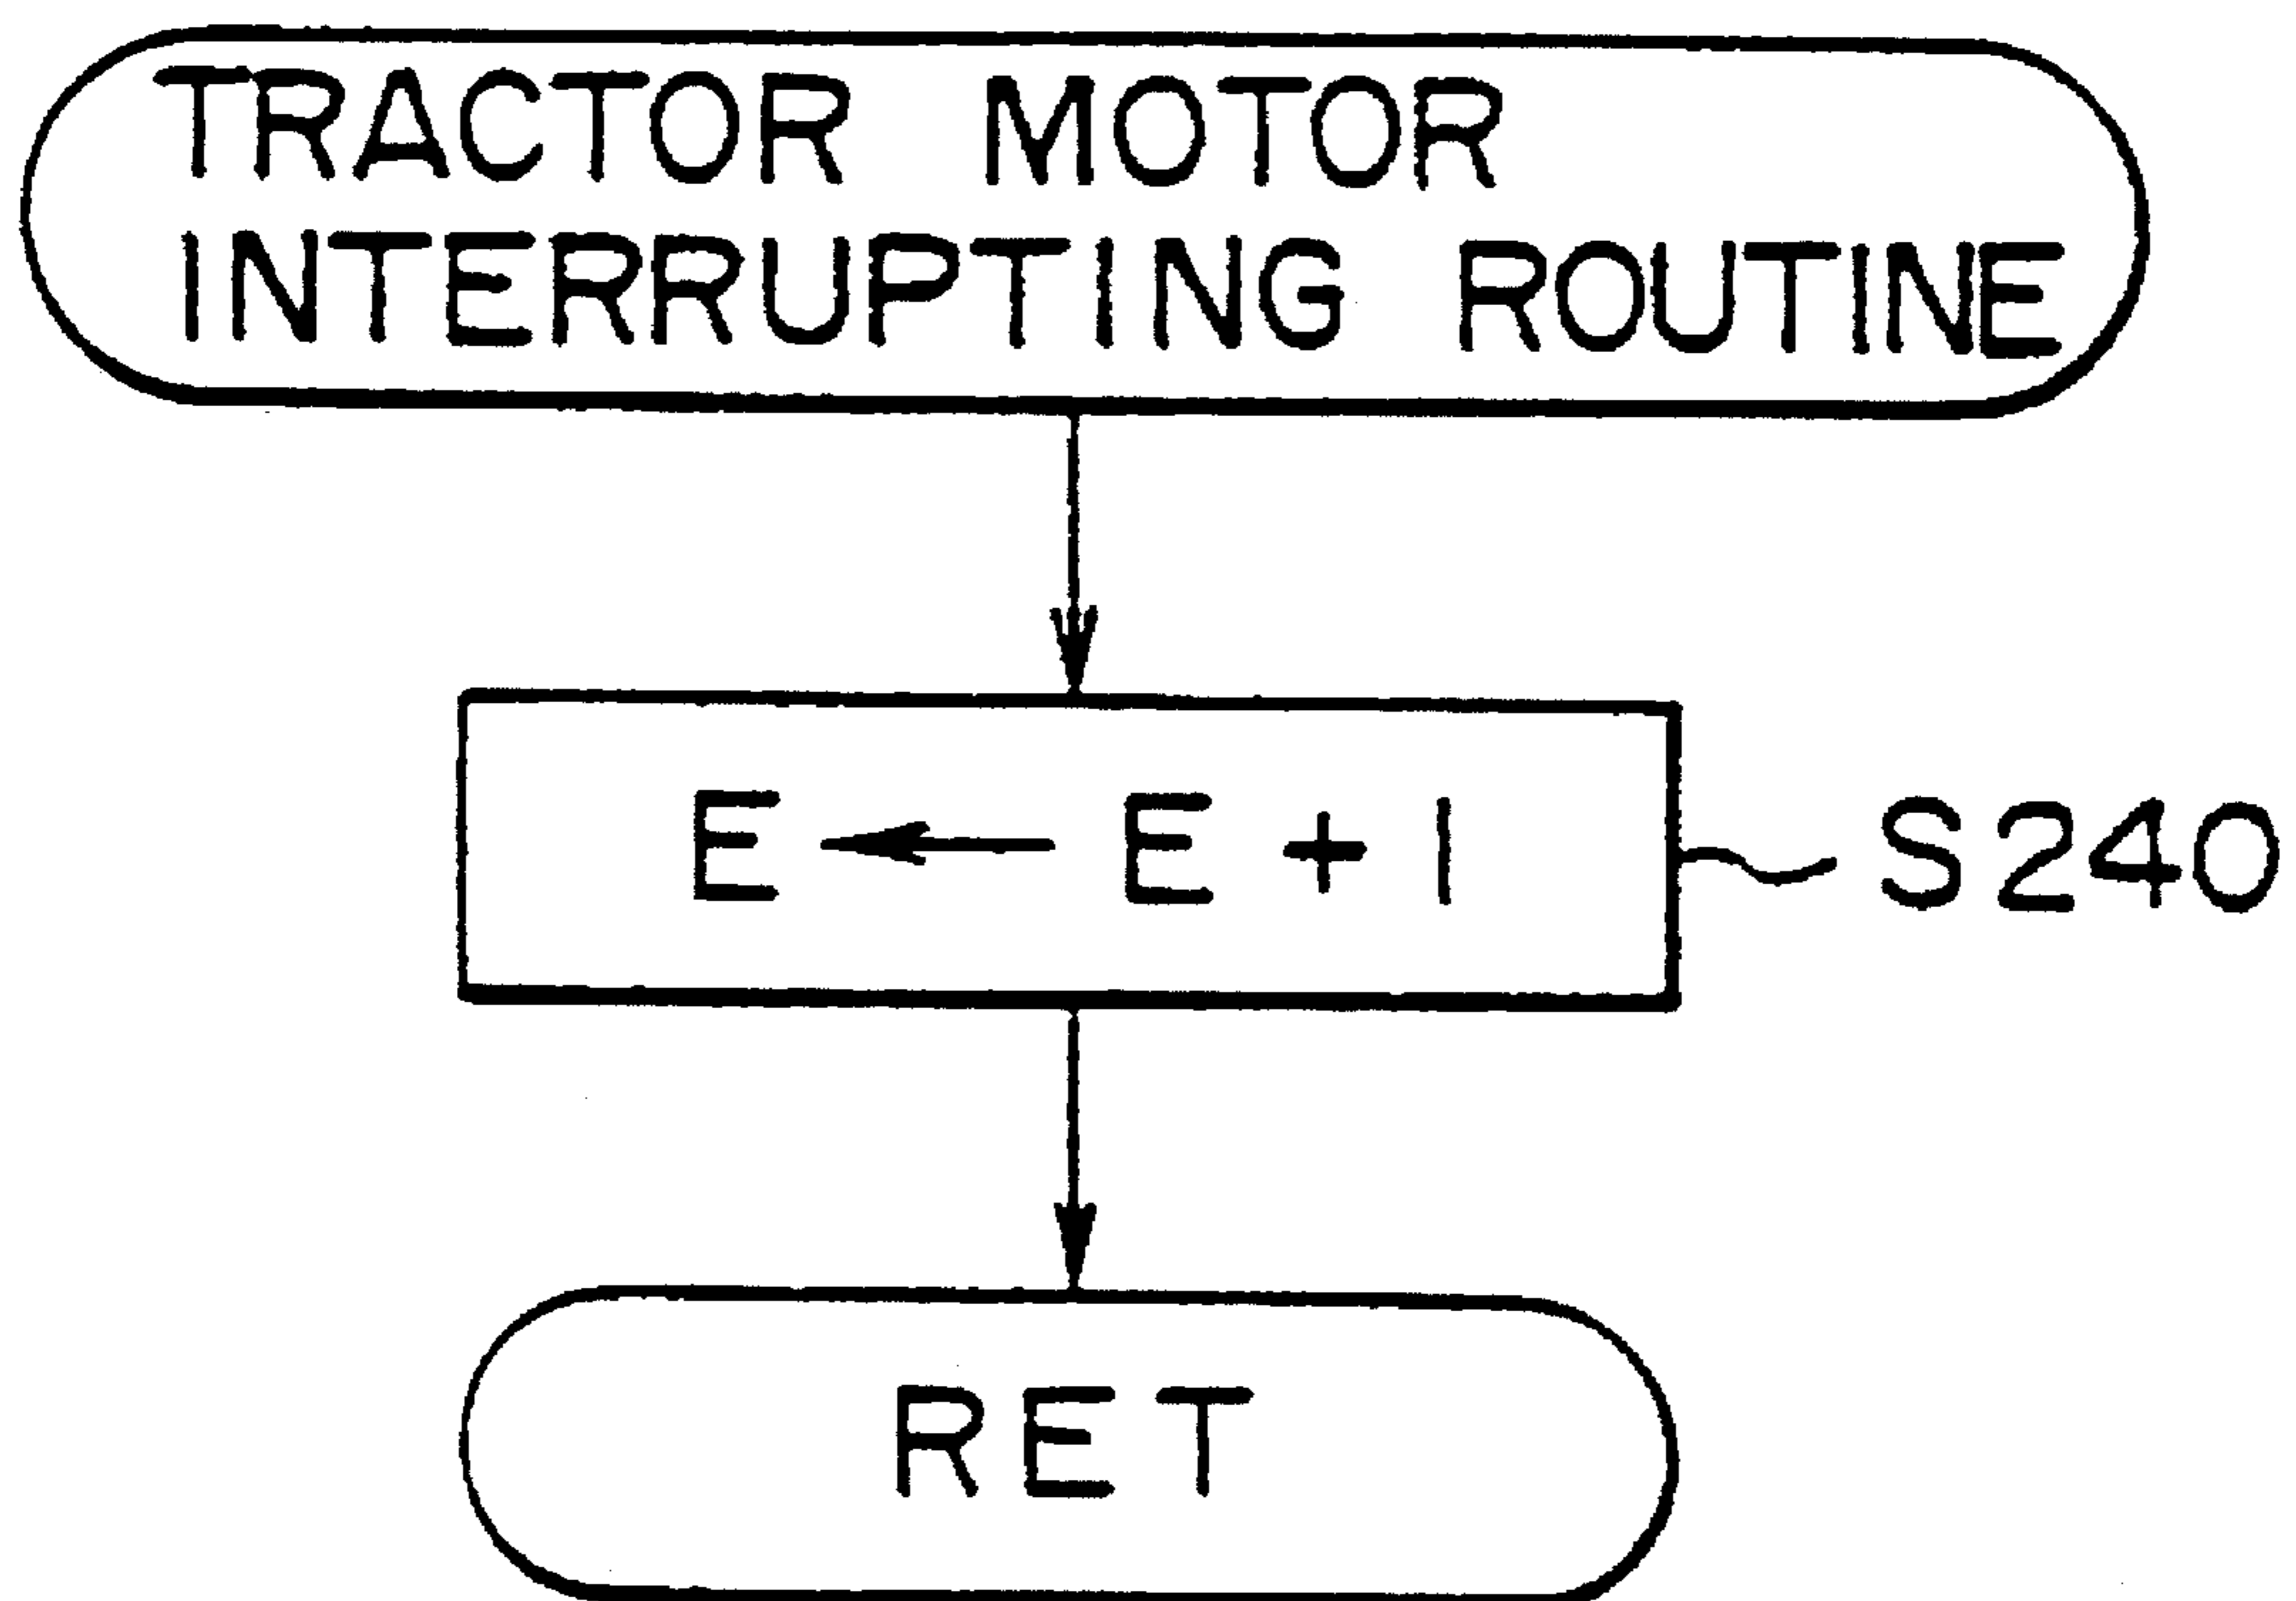 TRACTOR MOTOR
INTERRUPTING ROUTINE
E ← E + 1
S240
RET